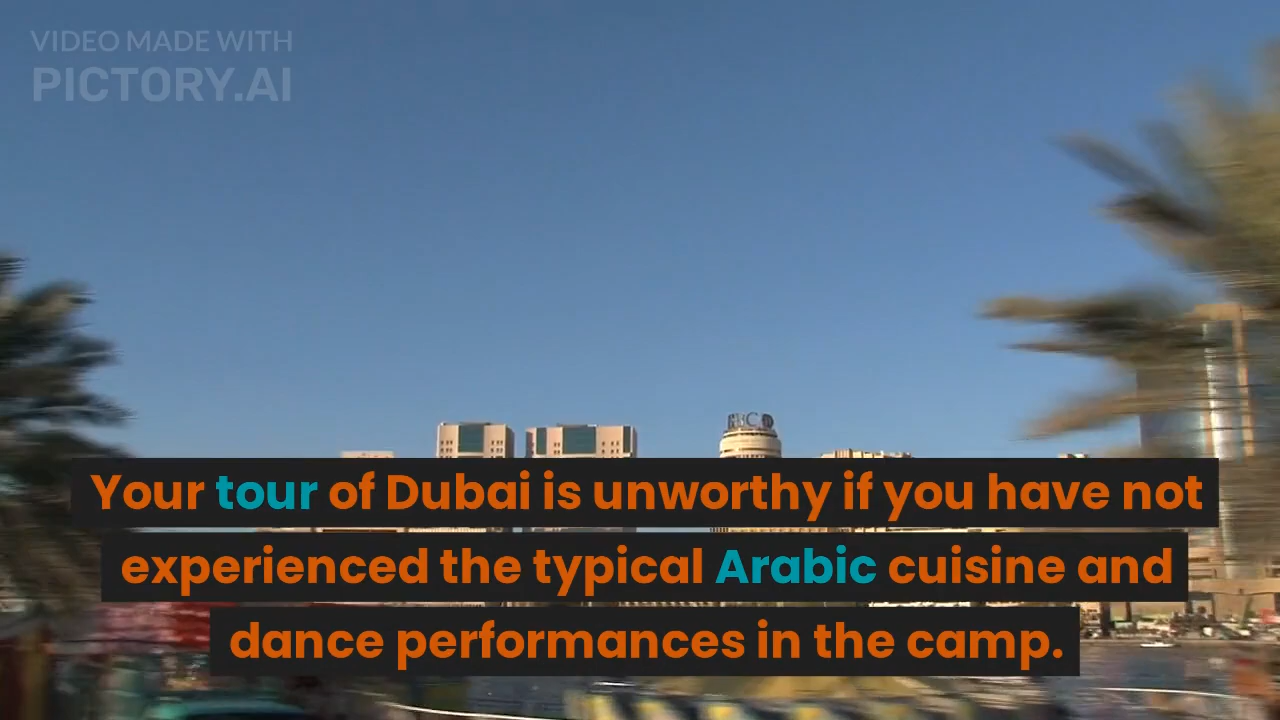 VIDEO MADE WITH
PICTORY.AI
Your tour of Dubai is unworthy if you have not
experienced the typical Arabic cuisine and
dance performances in the camp.